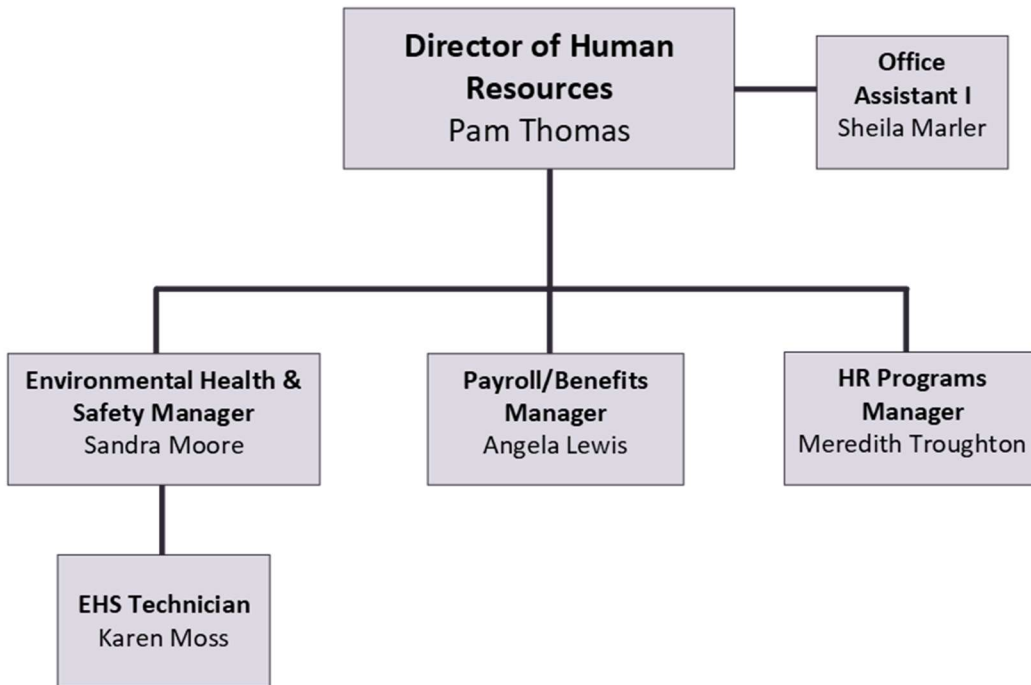 Director of Human
Resources
Pam Thomas
Office
Assistant I
Sheila Marler
Environmental Health &
Safety Manager
Sandra Moore
Payroll/Benefits
Manager
Angela Lewis
HR Programs
Manager
Meredith Troughton
EHS Technician
Karen Moss